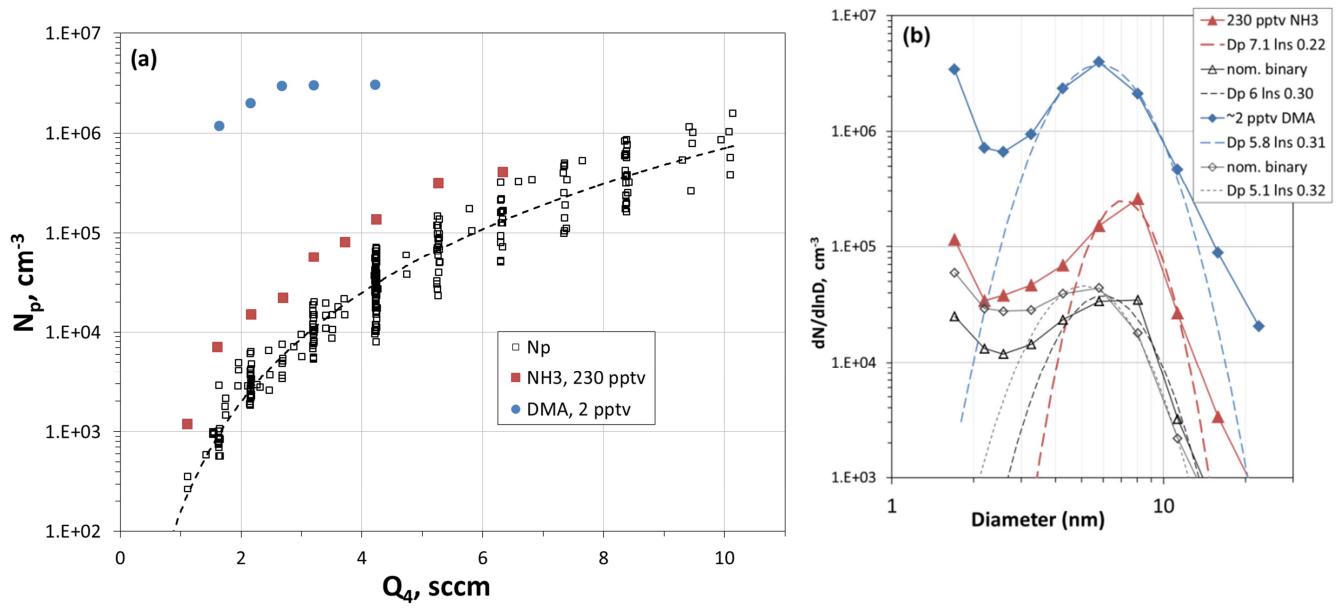 (a)
1.E+07
1.E+06
1.E+05
1.E+04
1.E+03
1.E+02
Np, cm-3
0 2 4 6 8 10
Q4, sccm
Np
NH3, 230 pptv
DMA, 2 pptv
(b)
1.E+07
1.E+06
1.E+05
1.E+04
1.E+03
dN/dlnD, cm-3
1 10
Diameter (nm)
230 pptv NH3
Dp 7.1 lns 0.22
nom. binary
Dp 6 lns 0.30
~2 pptv DMA
Dp 5.8 lns 0.31
nom. binary
Dp 5.1 lns 0.32